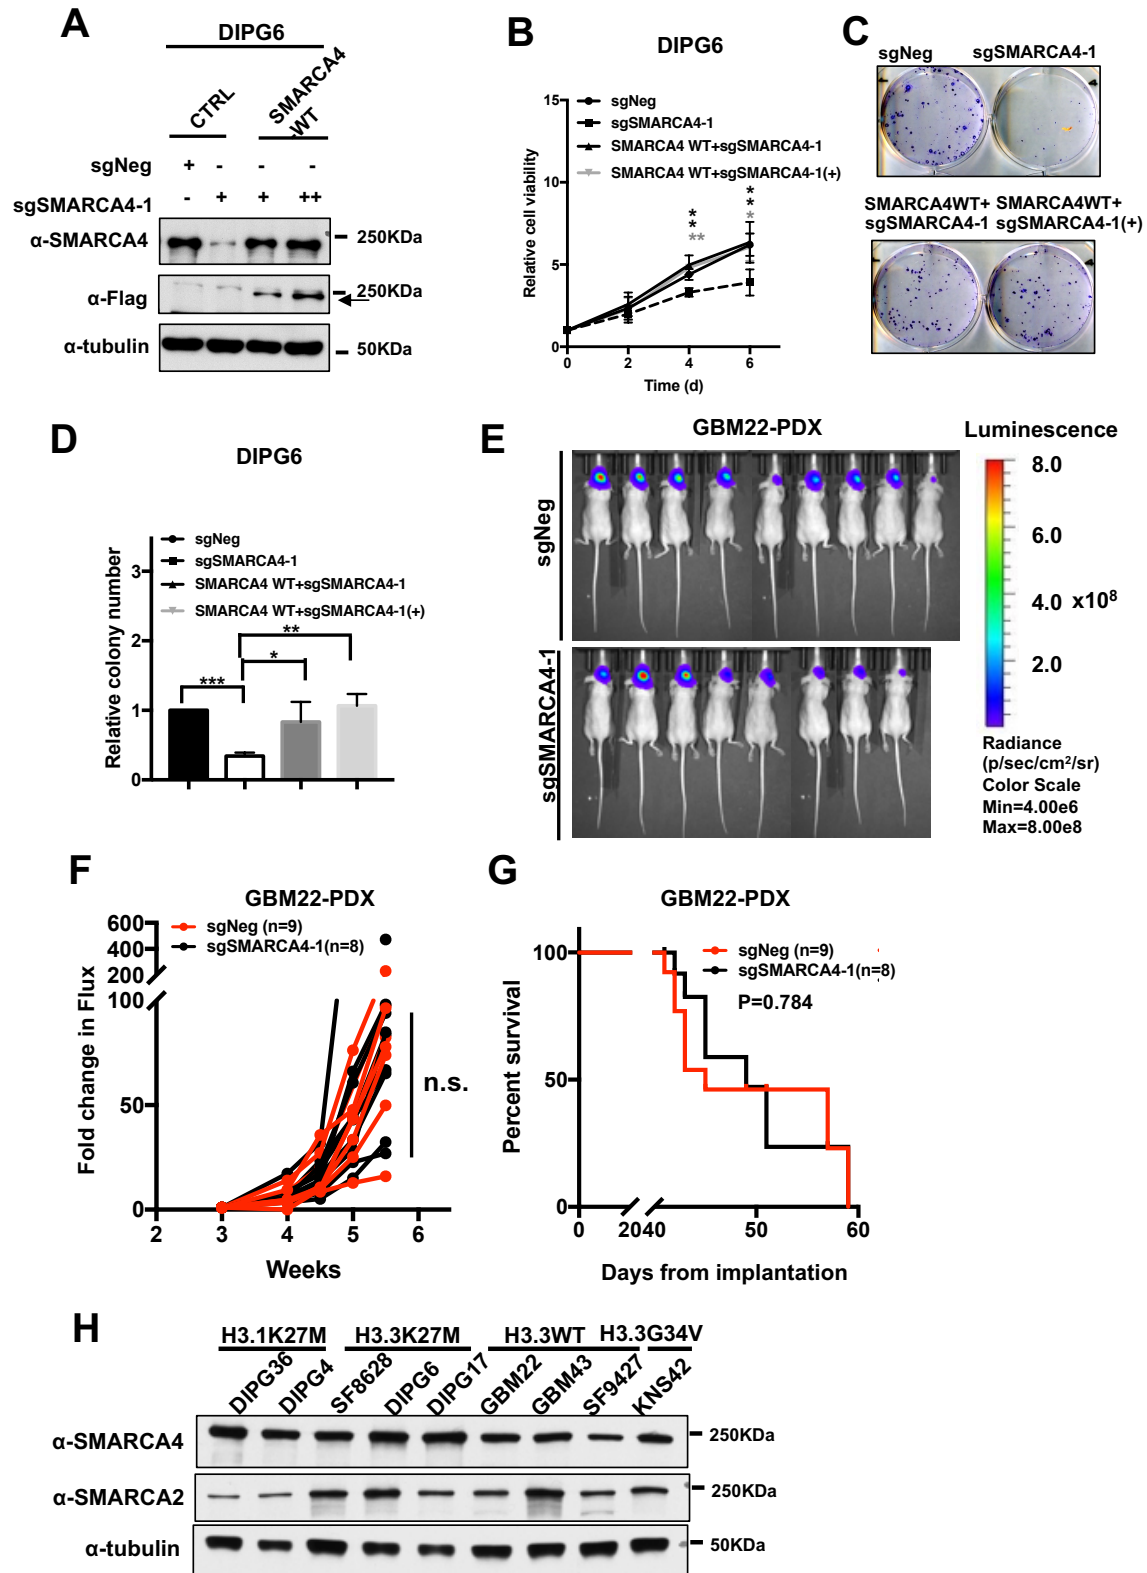 A
DIPG6
CTRL
SMARCA4
WT
sgNeg + - - -
sgSMARCA4-1 - + + ++
α-SMARCA4
250KDa
α-Flag
250KDa
α-tubulin
50KDa
B
DIPG6
sgNeg
sgSMARCA4-1
SMARCA4 WT+sgSMARCA4-1
SMARCA4 WT+sgSMARCA4-1(+)
Relative cell viability
15
10
5
0
* * **
* * *
0 2 4 6
Time (d)
C
sgNeg sgSMARCA4-1
SMARCA4WT+ SMARCA4WT+
sgSMARCA4-1 sgSMARCA4-1(+)
D
DIPG6
sgNeg
sgSMARCA4-1
SMARCA4 WT+sgSMARCA4-1
SMARCA4 WT+sgSMARCA4-1(+)
Relative colony number
3
2
1
0
**
*
***
E
GBM22-PDX
sgNeg
sgSMARCA4-1
Luminescence
8.0
6.0
4.0 x10⁸
2.0
Radiance
(p/sec/cm²/sr)
Color Scale
Min=4.00e6
Max=8.00e8
F
GBM22-PDX
sgNeg (n=9)
sgSMARCA4-1(n=8)
Fold change in Flux
600
400
200
100
50
0
n.s.
2 3 4 5 6
Weeks
G
GBM22-PDX
sgNeg (n=9)
sgSMARCA4-1(n=8)
P=0.784
Percent survival
100
50
0
0 20 40 50 60
Days from implantation
H
H3.1K27M H3.3K27M H3.3WT H3.3G34V
DIPG36 DIPG4 SF8628 DIPG6 DIPG17 GBM22 GBM43 SF9427 KNS42
α-SMARCA4
250KDa
α-SMARCA2
250KDa
α-tubulin
50KDa